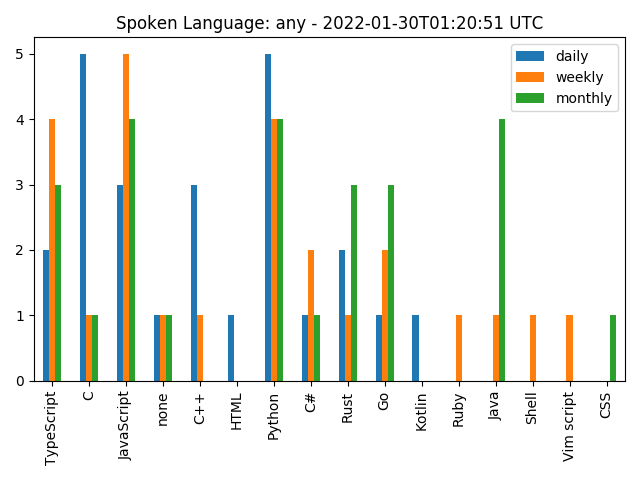 Spoken Language: any - 2022-01-30T01:20:51 UTC
daily
weekly
monthly
5
4
3
2
1
0
TypeScript
C
JavaScript
none
C++
HTML
Python
C#
Rust
Go
Kotlin
Ruby
Java
Shell
Vim script
CSS